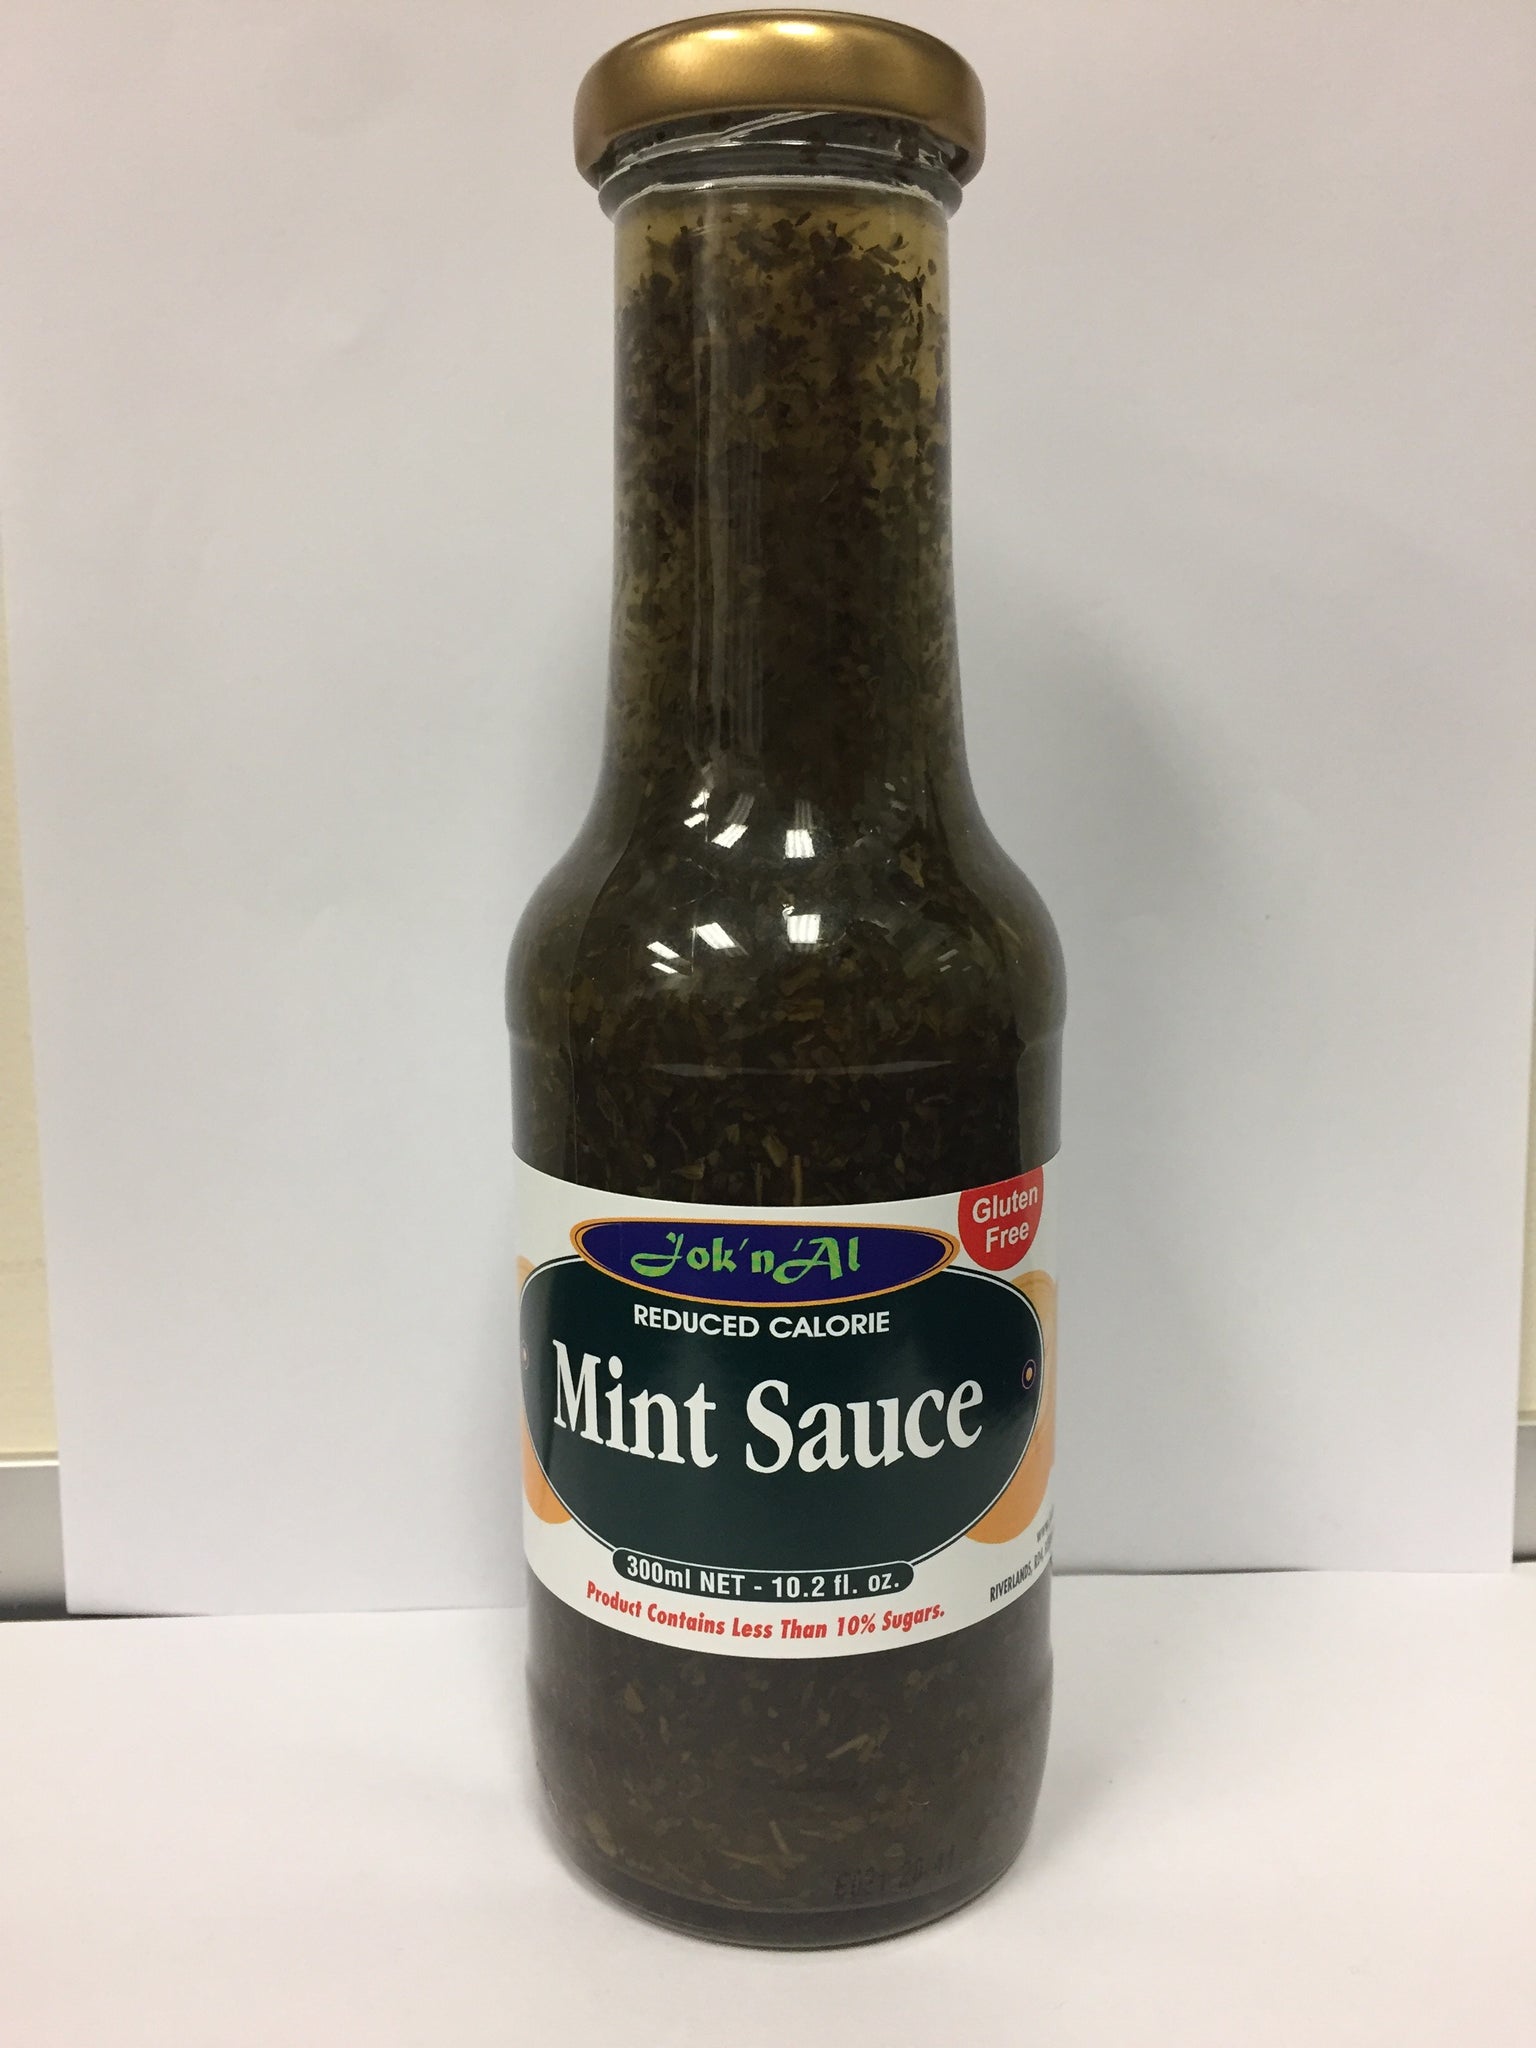 Gluten
Free
Jok'n'Al
REDUCED CALORIE
Mint Sauce
300ml NET - 10.2 fl. oz.
Product Contains Less Than 10% Sugars.
RIVERLANDS,